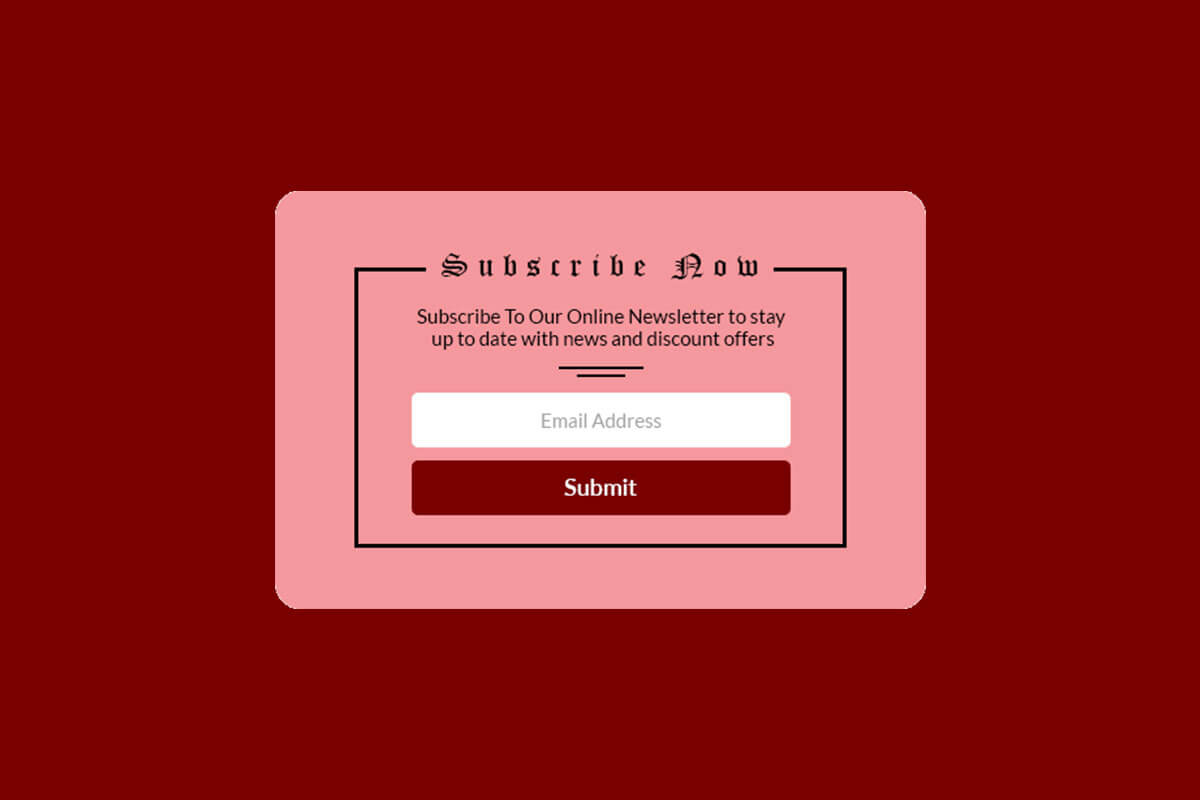 Subscribe Now
Subscribe To Our Online Newsletter to stay
up to date with news and discount offers
Email Address
Submit